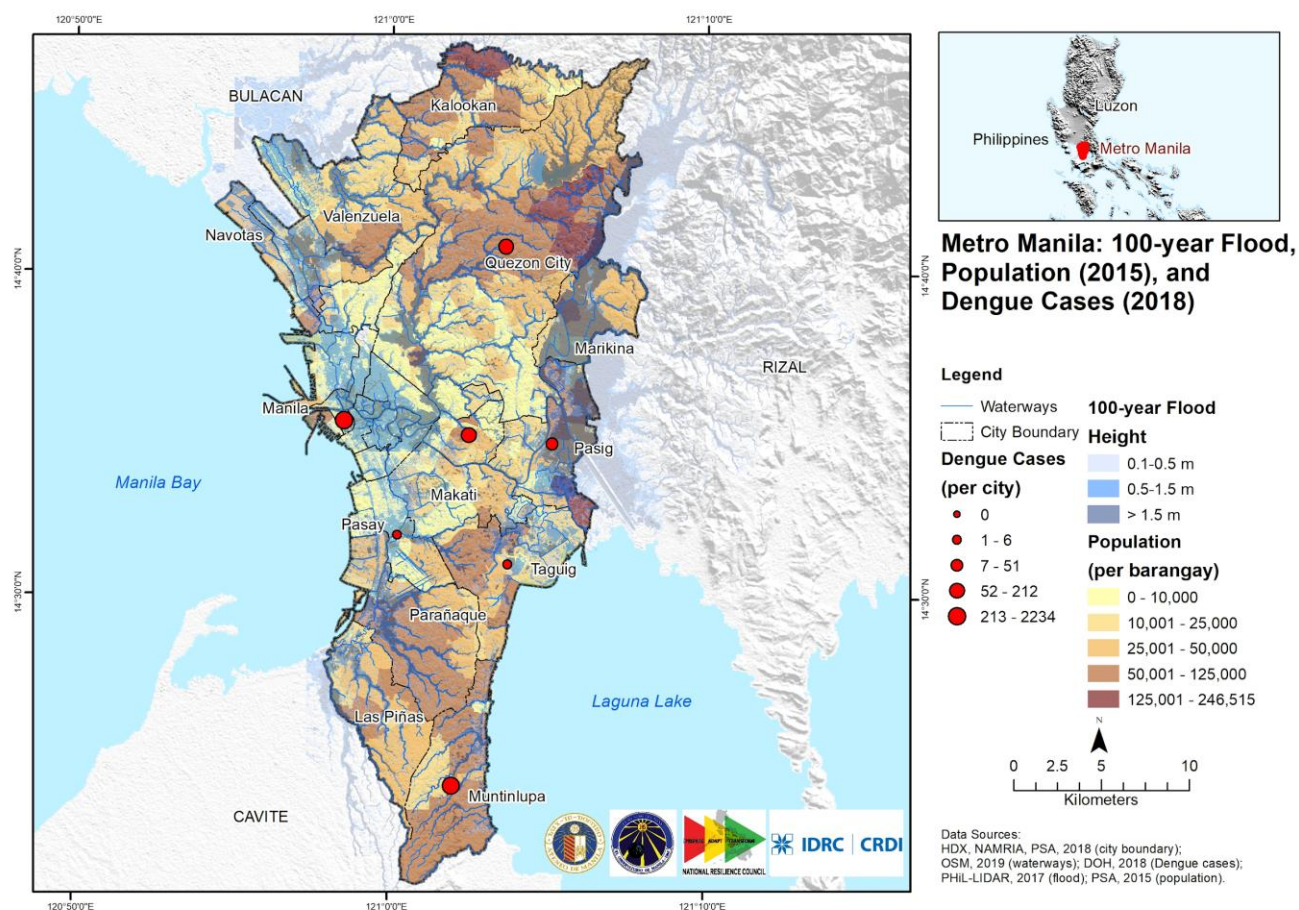 120°50'0"E
121°0'0"E
121°10'0"E
14°40'0"N
14°30'0"N
14°40'0"N
14°30'0"N
120°50'0"E
121°0'0"E
121°10'0"E
BULACAN
Kalookan
Valenzuela
Navotas
Quezon City
Marikina
RIZAL
Manila
Pasig
Manila Bay
Makati
Pasay
Taguig
Parañaque
Laguna Lake
Las Piñas
Muntinlupa
CAVITE
NATIONAL RESILIENCE COUNCIL
IDRC | CRDI
Luzon
Philippines
Metro Manila
Metro Manila: 100-year Flood,
Population (2015), and
Dengue Cases (2018)
Legend
Waterways
City Boundary
Dengue Cases
(per city)
0
1 - 6
7 - 51
52 - 212
213 - 2234
100-year Flood
Height
0.1-0.5 m
0.5-1.5 m
> 1.5 m
Population
(per barangay)
0 - 10,000
10,001 - 25,000
25,001 - 50,000
50,001 - 125,000
125,001 - 246,515
N
0 2.5 5 10
Kilometers
Data Sources:
HDX, NAMRIA, PSA, 2018 (city boundary);
OSM, 2019 (waterways); DOH, 2018 (Dengue cases);
PHiL-LIDAR, 2017 (flood); PSA, 2015 (population).